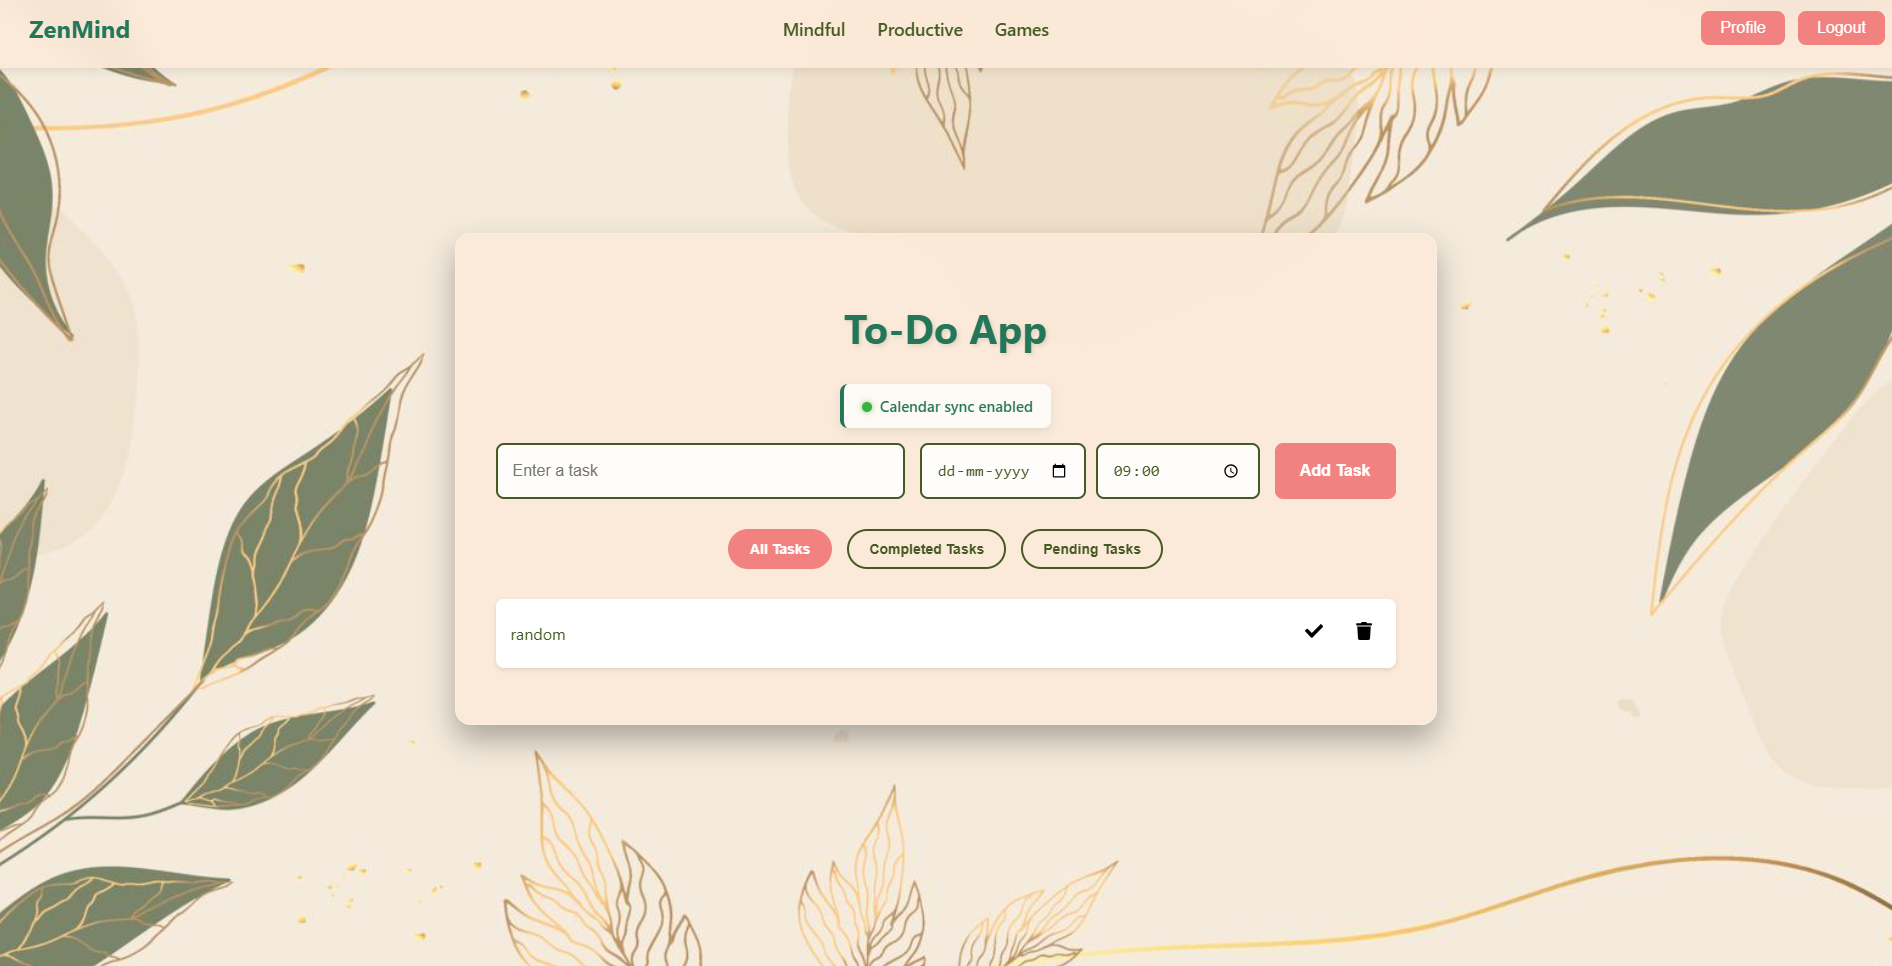 ZenMind
Mindful Productive Games
Profile Logout
To-Do App
Calendar sync enabled
Enter a task dd-mm-yyyy 09:00 Add Task
All Tasks Completed Tasks Pending Tasks
random